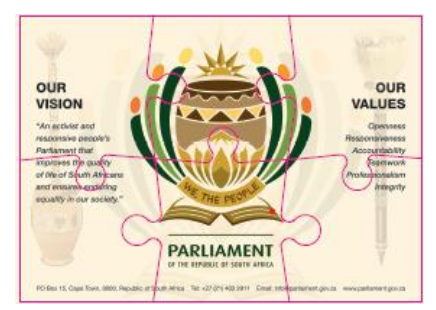 OUR
VISION
"An activist and
responsive people's
Parliament that
improves the quality
of life of South Africans
and ensures enduring
equality in our society."
OUR
VALUES
Openness
Responsiveness
Accountability
Teamwork
Professionalism
Integrity
WE, THE PEOPLE
PARLIAMENT
OF THE REPUBLIC OF SOUTH AFRICA
PO Box 15, Cape Town, 8000, Republic of South Africa Tel: +27 (21) 403 2911 Email: info@parliament.gov.za www.parliament.gov.za